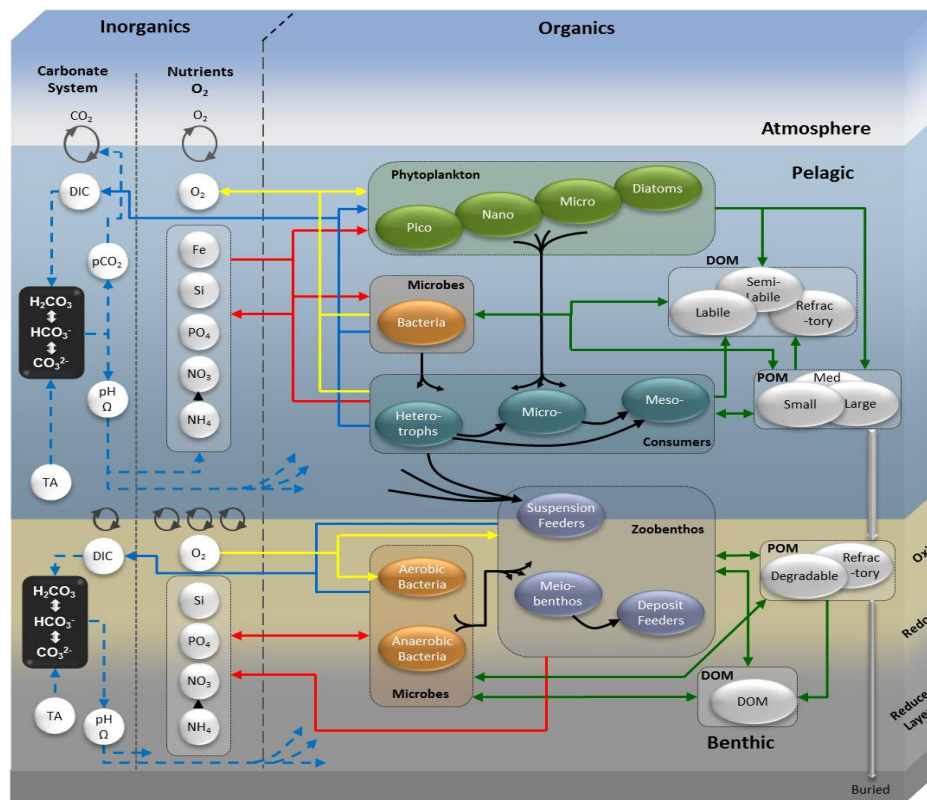 Inorganics
Organics
Carbonate
System
Nutrients
O₂
CO₂
O₂
Atmosphere
Pelagic
DIC
O₂
Phytoplankton
Pico
Nano
Micro
Diatoms
Fe
pCO₂
Si
H₂CO₃
HCO₃⁻
CO₃²⁻
PO₄
NO₃
NH₄
pH
Ω
TA
Microbes
Bacteria
DOM
Semi-
Labile
Labile
Refrac-
-tory
POM
Med
Small
Large
Hetero-
trophs
Micro-
Meso-
Consumers
Suspension
Feeders
Zoobenthos
DIC
O₂
Aerobic
Bacteria
Meio-
benthos
Deposit
Feeders
POM
Degradable
Refrac
-tory
H₂CO₃
HCO₃⁻
CO₃²⁻
Si
PO₄
NO₃
NH₄
Anaerobic
Bacteria
Microbes
TA
pH
Ω
DOM
DOM
Benthic
Reduce
Layer
Buried